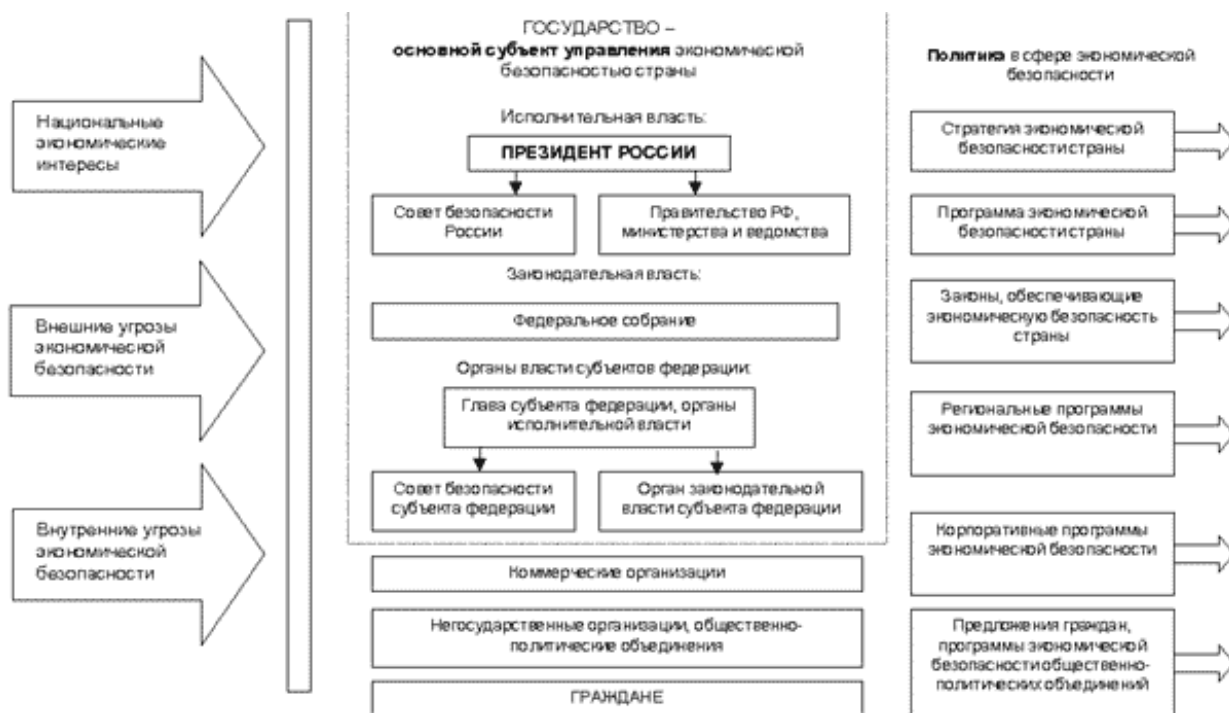 Национальные
экономические
интересы
Внешние угрозы
экономической
безопасности
Внутренние угрозы
экономической
безопасности
ГОСУДАРСТВО –
основной субъект управления экономической
безопасностью страны
Исполнительная власть:
ПРЕЗИДЕНТ РОССИИ
Совет безопасности
России
Правительство РФ,
министерства и ведомства
Законодательная власть:
Федеральное собрание
Органы власти субъектов федерации:
Глава субъекта федерации, органы
исполнительной власти
Совет безопасности
субъекта федерации
Орган законодательной
власти субъекта федерации
Коммерческие организации
Негосударственные организации, общественно-
политические объединения
ГРАЖДАНЕ
Политика в сфере экономической
безопасности
Стратегия экономической
безопасности страны
Программа экономической
безопасности страны
Законы, обеспечивающие
экономическую безопасность
страны
Региональные программы
экономической безопасности
Корпоративные программы
экономической безопасности
Предложения граждан,
программы экономической
безопасности общественно-
политических объединений